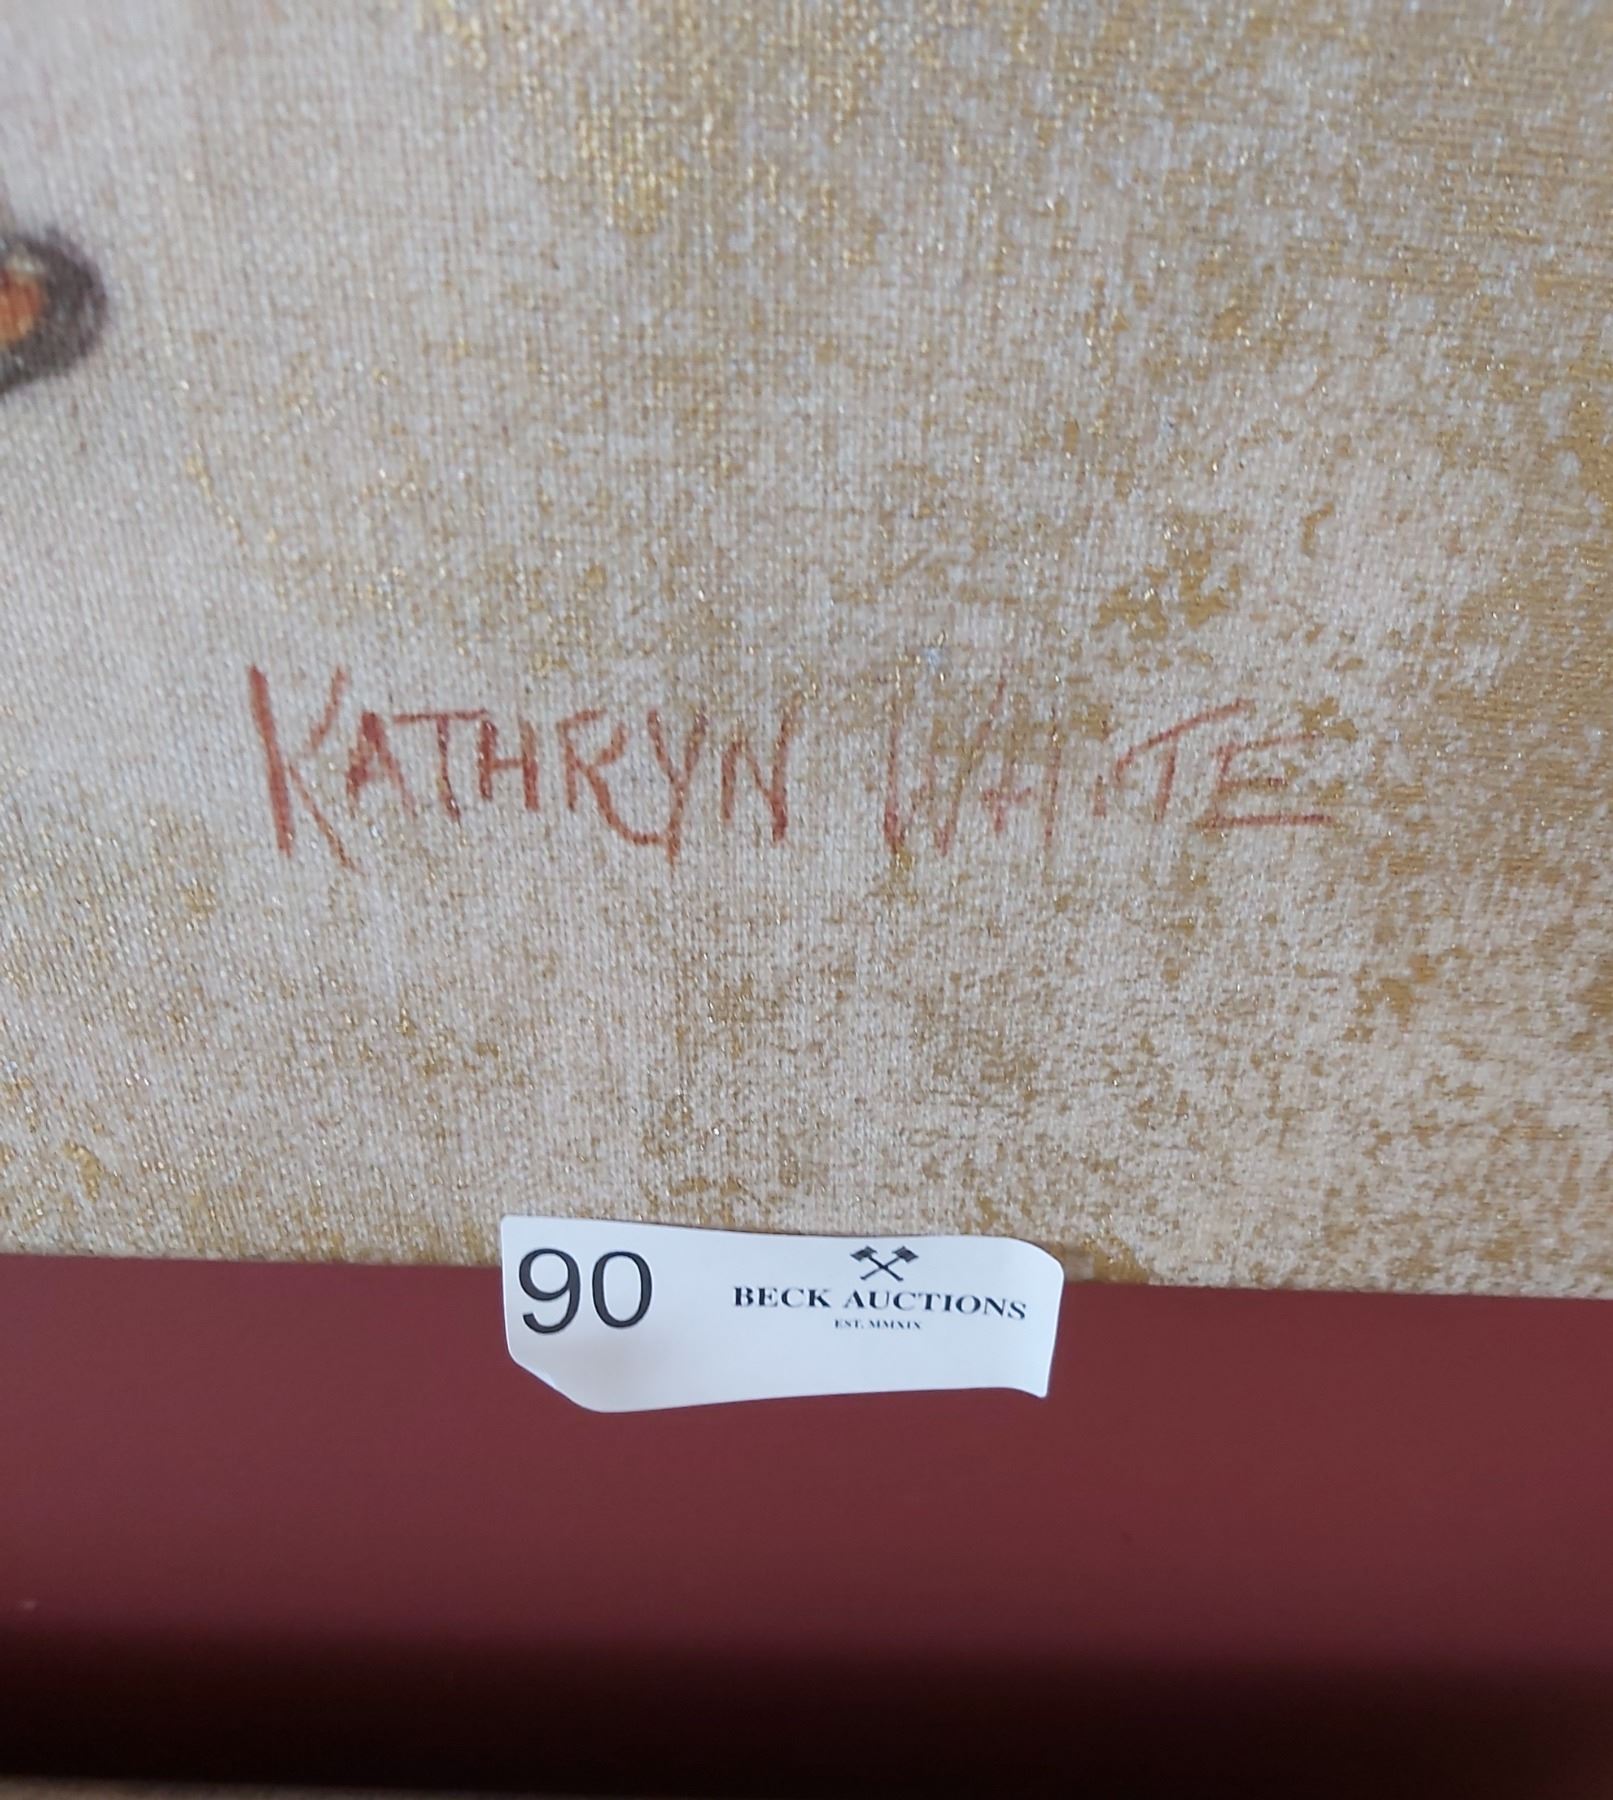 KATHRYN WHITE
90
BECK AUCTIONS
EST. MMXIX